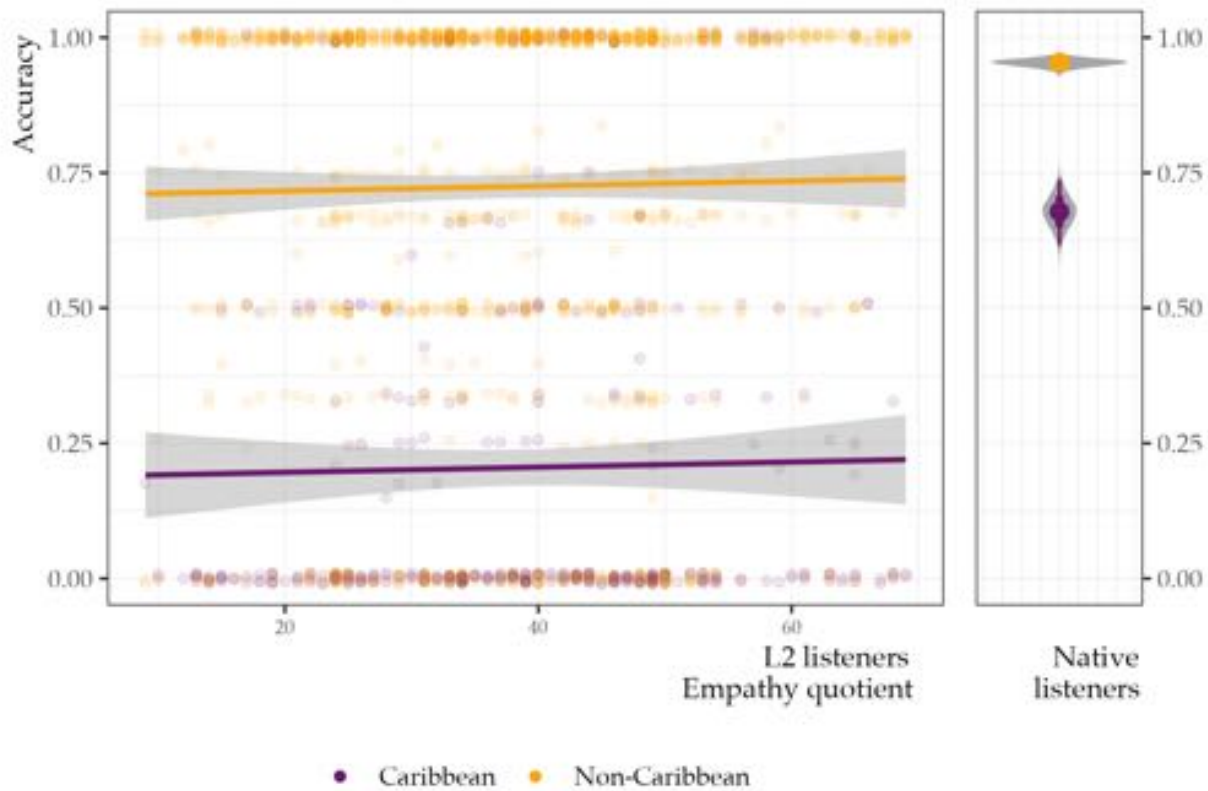 Accuracy
1.00
0.75
0.50
0.25
0.00
20 40 60
L2 listeners
Empathy quotient
1.00
0.75
0.50
0.25
0.00
Native
listeners
Caribbean Non-Caribbean